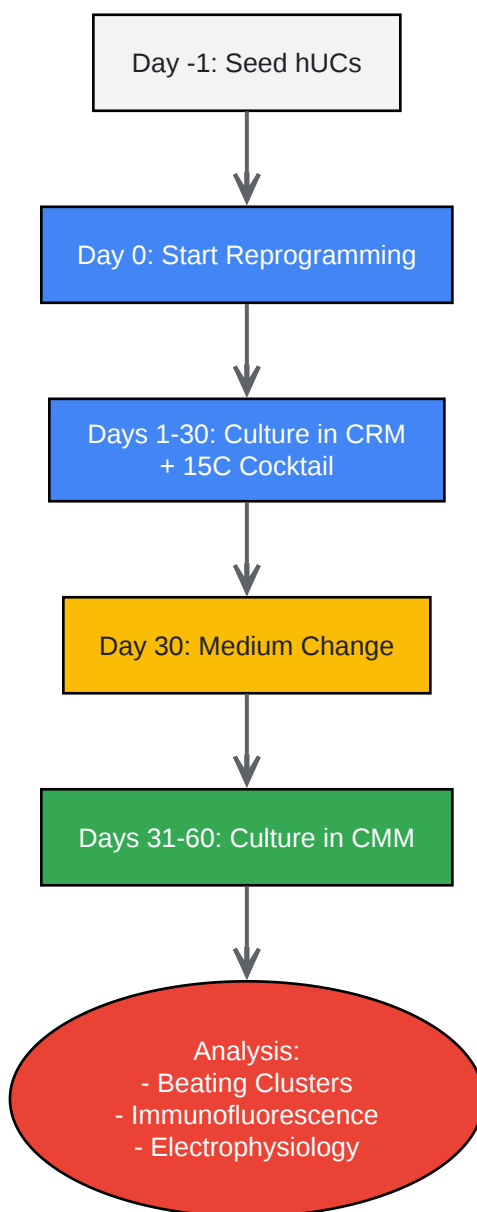 Day -1: Seed hUCs
Day 0: Start Reprogramming
Days 1-30: Culture in CRM
+ 15C Cocktail
Day 30: Medium Change
Days 31-60: Culture in CMM
Analysis:
- Beating Clusters
- Immunofluorescence
- Electrophysiology